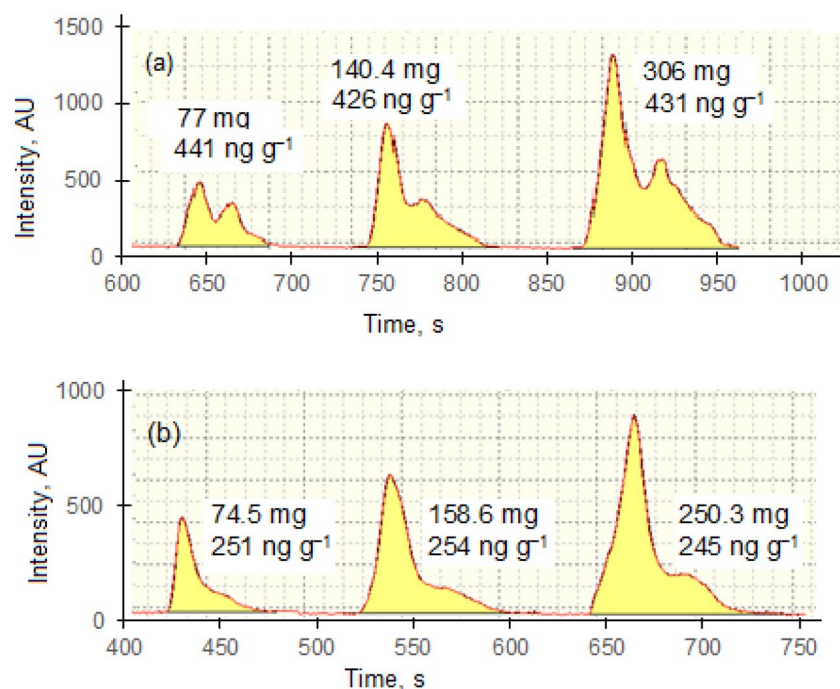 1500
(a)
140.4 mg
426 ng g⁻¹
306 mg
431 ng g⁻¹
1000
77 mg
441 ng g⁻¹
500
0
Intensity, AU
600 650 700 750 800 850 900 950 1000
Time, s
1000
(b)
500
74.5 mg
251 ng g⁻¹
158.6 mg
254 ng g⁻¹
250.3 mg
245 ng g⁻¹
0
Intensity, AU
400 450 500 550 600 650 700 750
Time, s